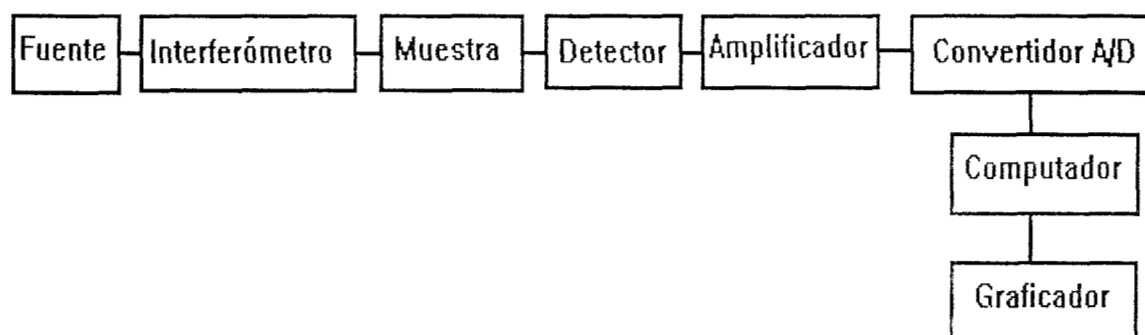 Fuente
Interferómetro
Muestra
Detector
Amplificador
Convertidor A/D
Computador
Graficador